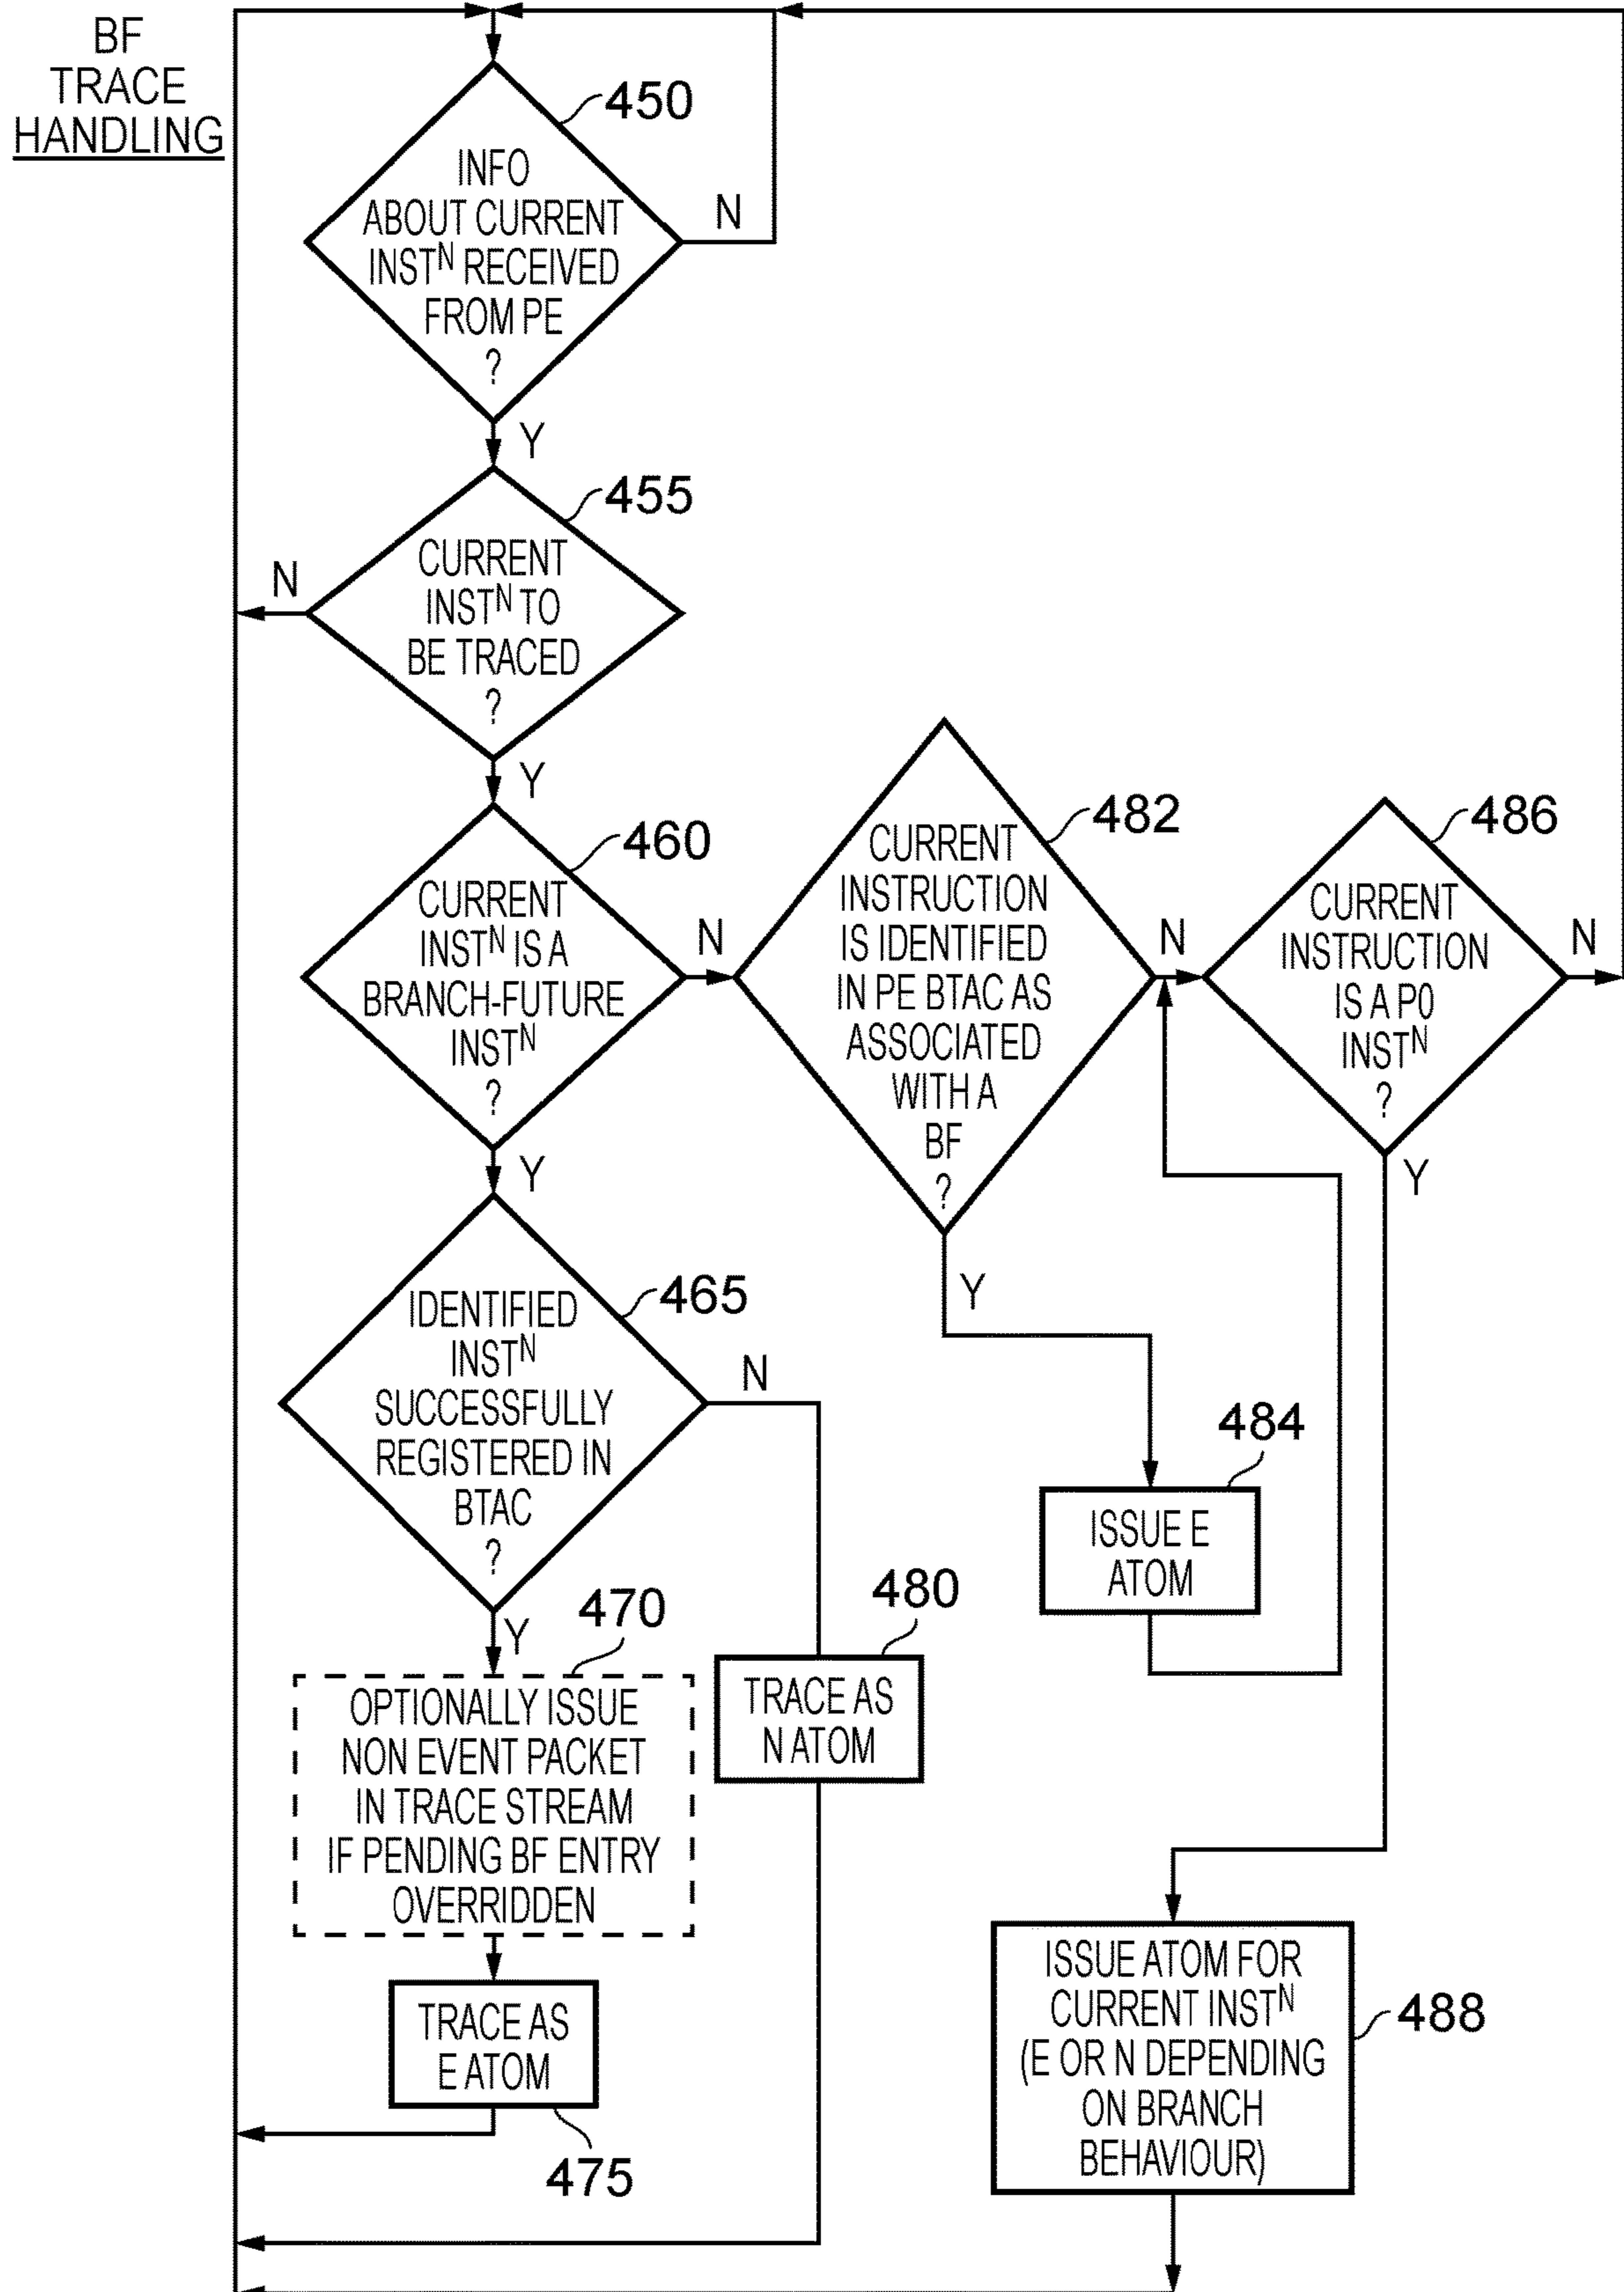 BF
TRACE
HANDLING
450
INFO
ABOUT CURRENT
INSTᴺ RECEIVED
FROM PE
?
N
Y
455
CURRENT
INSTᴺ TO
BE TRACED
?
N
Y
460
CURRENT
INSTᴺ IS A
BRANCH-FUTURE
INSTᴺ
?
N
Y
482
CURRENT
INSTRUCTION
IS IDENTIFIED
IN PE BTAC AS
ASSOCIATED
WITH A
BF
?
N
Y
486
CURRENT
INSTRUCTION
IS A P0
INSTᴺ
?
N
Y
465
IDENTIFIED
INSTᴺ
SUCCESSFULLY
REGISTERED IN
BTAC
?
N
Y
484
ISSUE E
ATOM
470
OPTIONALLY ISSUE
NON EVENT PACKET
IN TRACE STREAM
IF PENDING BF ENTRY
OVERRIDDEN
480
TRACE AS
N ATOM
TRACE AS
E ATOM
475
ISSUE ATOM FOR
CURRENT INSTᴺ
(E OR N DEPENDING
ON BRANCH
BEHAVIOUR)
488